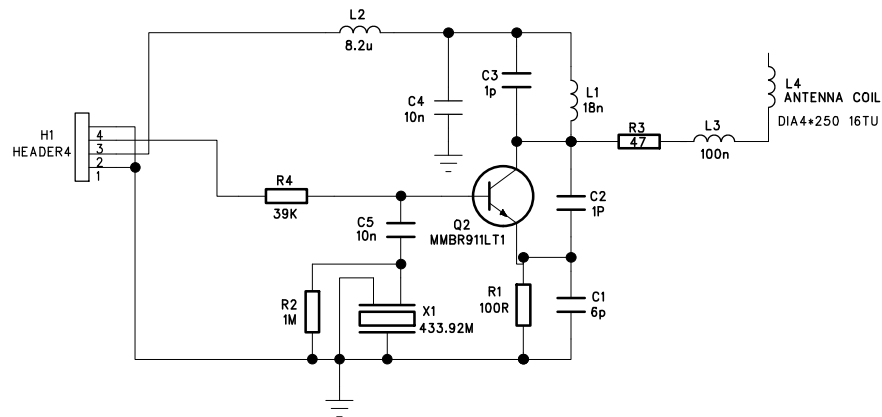 L2
8.2u
C3
1p
C4
10n
L1
18n
L4
ANTENNA COIL
DIA4*250 16TU
R3
47
L3
100n
H1
HEADER4
4
3
2
1
R4
39K
C5
10n
Q2
MMBR911LT1
C2
1P
R2
1M
X1
433.92M
R1
100R
C1
6p